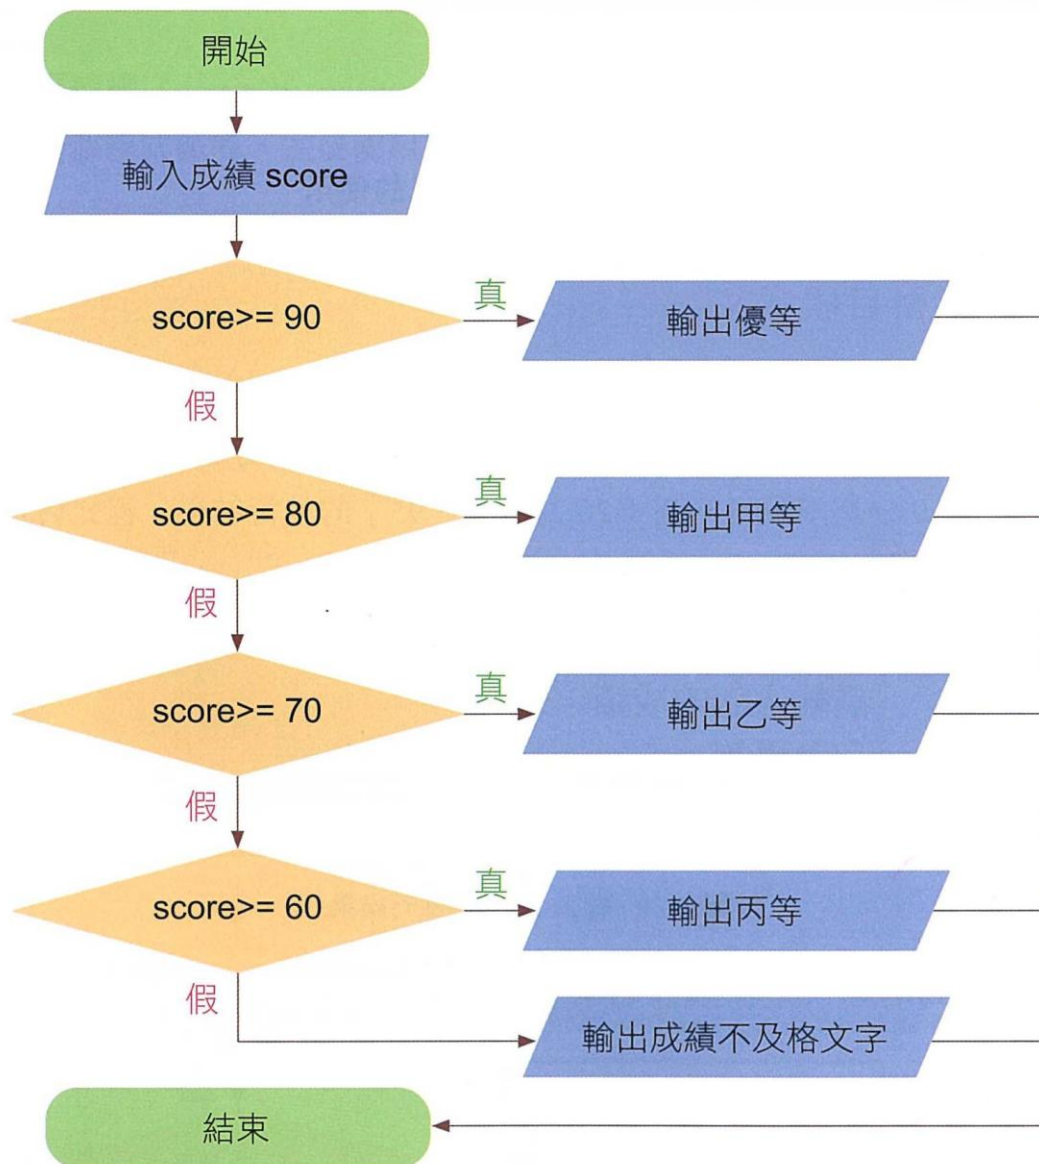 開始
輸入成績 score
score>= 90
真
輸出優等
假
score>= 80
真
輸出甲等
假
score>= 70
真
輸出乙等
假
score>= 60
真
輸出丙等
假
輸出成績不及格文字
結束